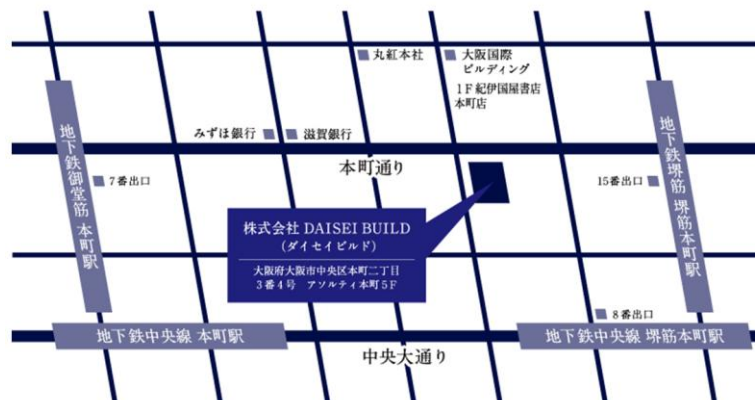 丸紅本社
大阪国際
ビルディング
1F 紀伊国屋書店
本町店
みずほ銀行
滋賀銀行
本町通り
地下鉄御堂筋 本町駅
7番出口
15番出口
地下鉄堺筋 堺筋本町駅
株式会社 DAISEI BUILD
(ダイセイビルド)
大阪府大阪市中央区本町二丁目
3番4号 アソルティ本町5F
8番出口
地下鉄中央線 本町駅
中央大通り
地下鉄中央線 堺筋本町駅